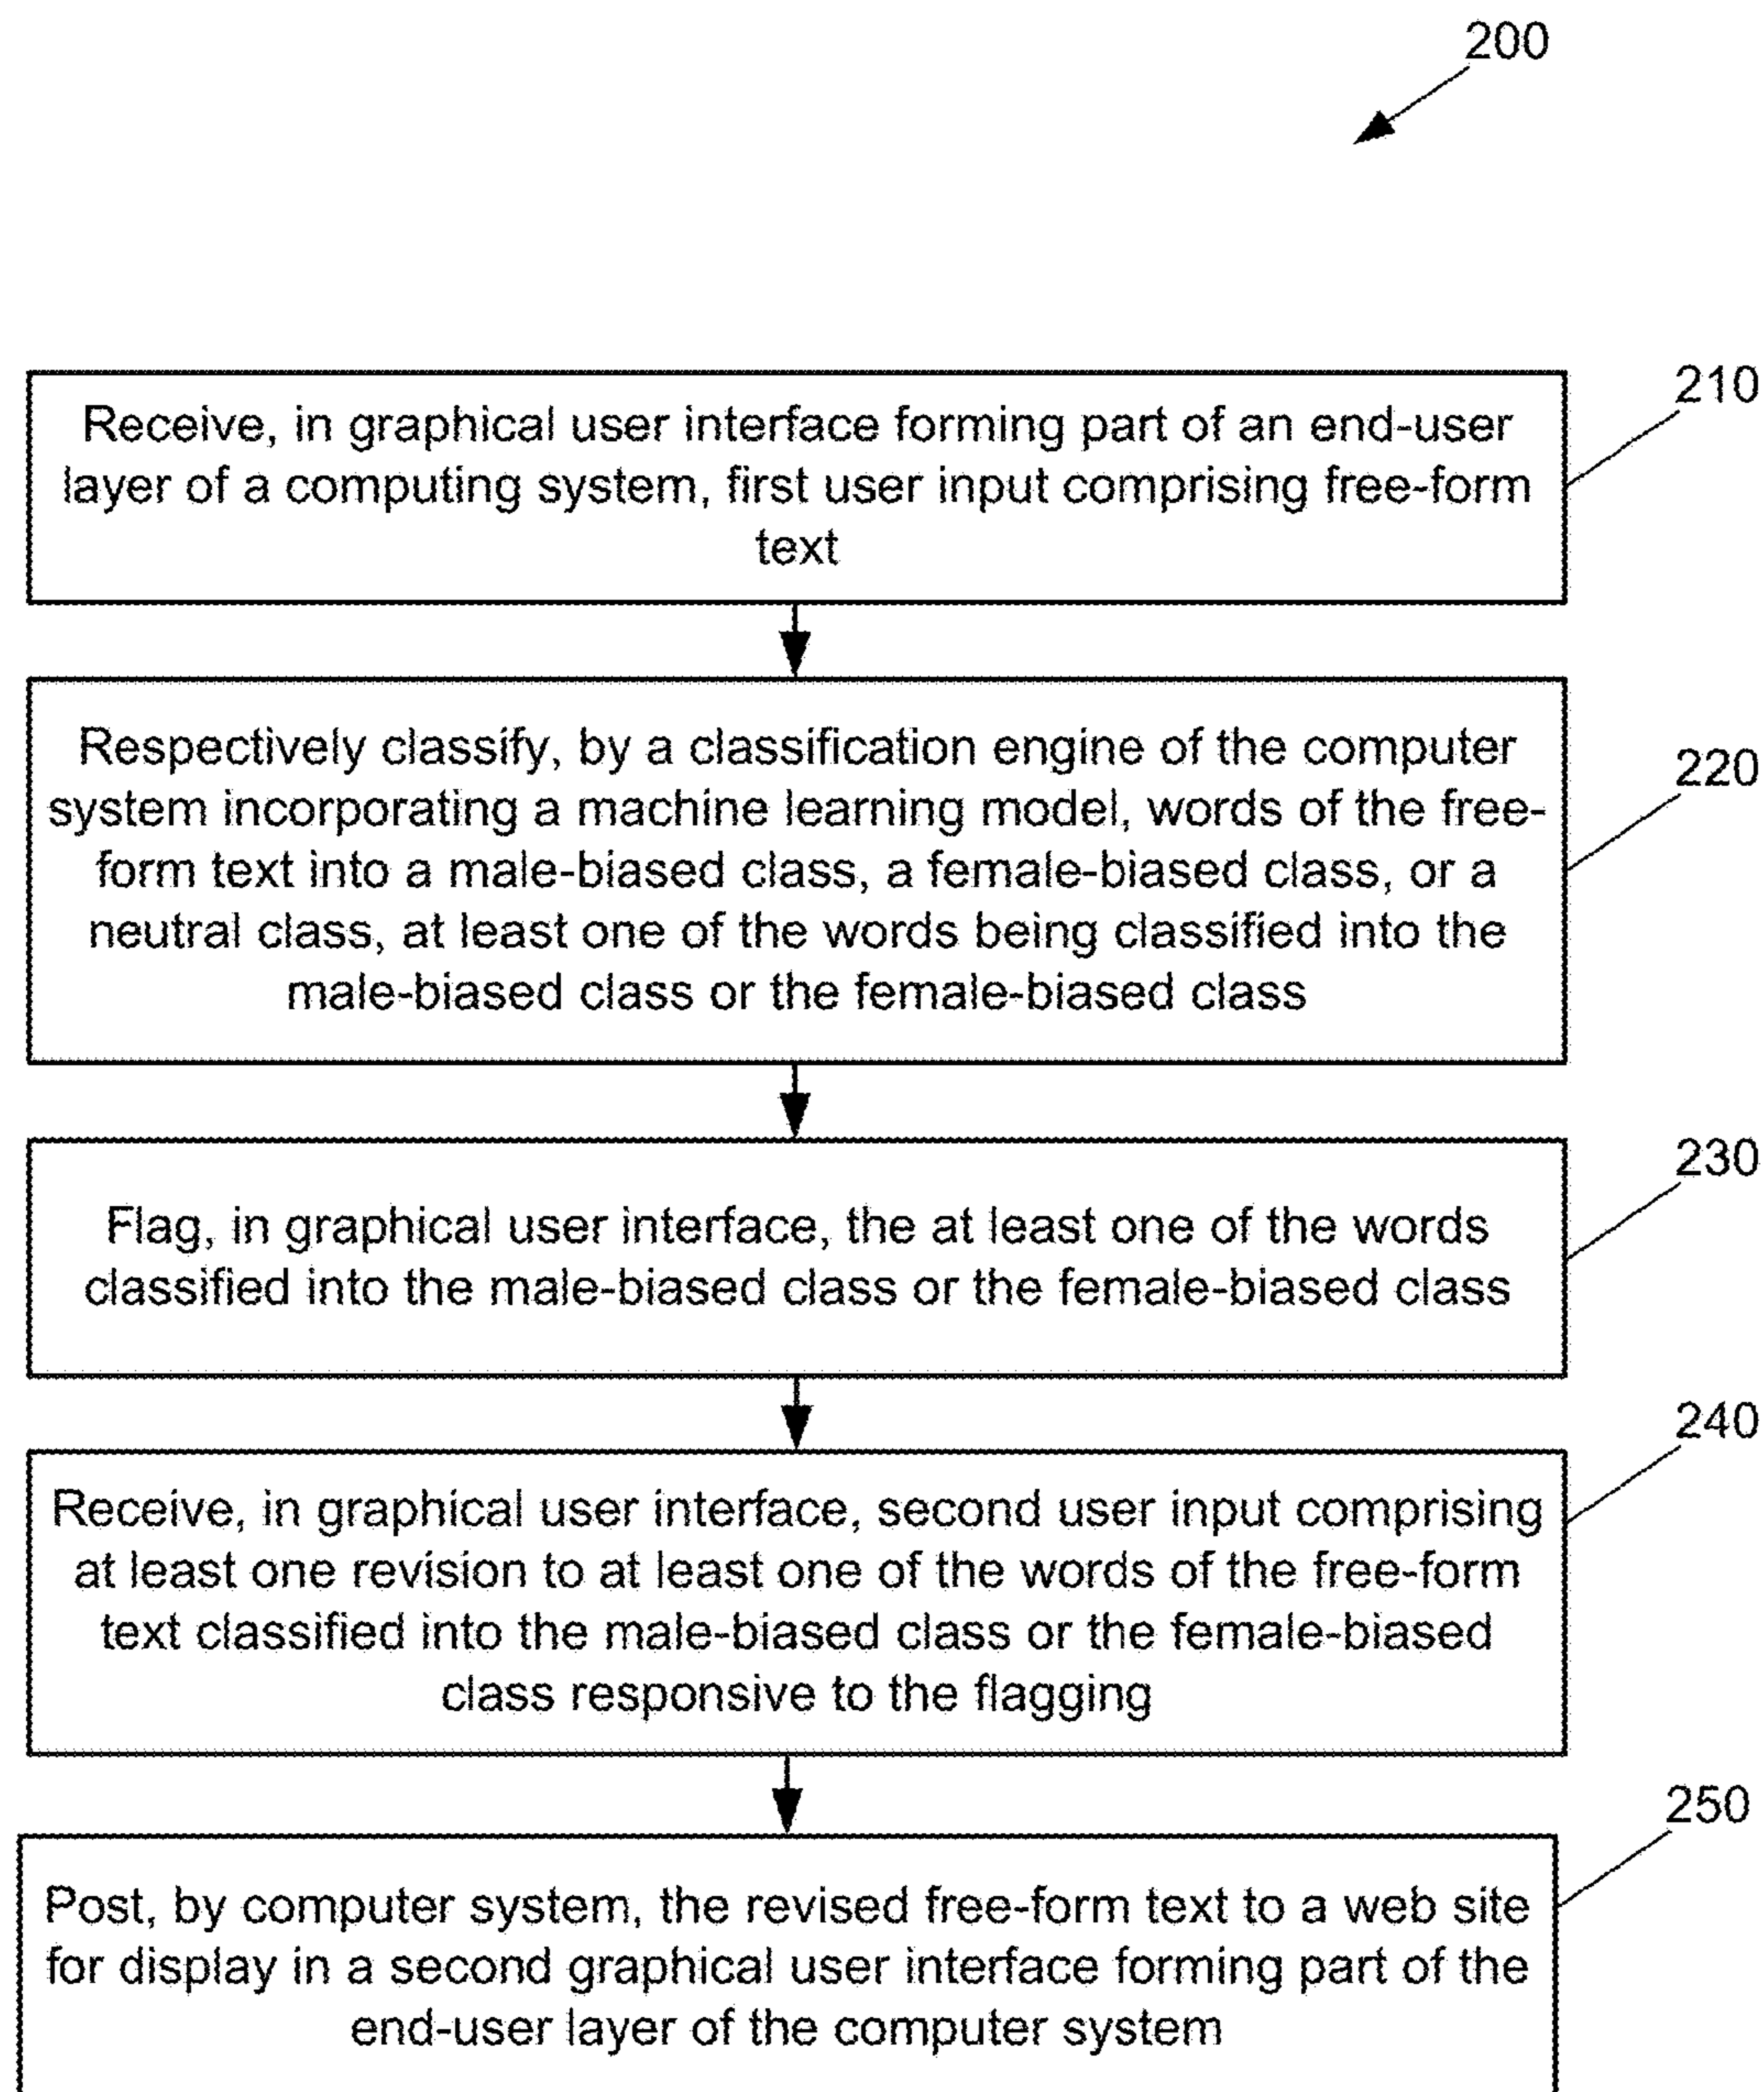 200
210
Receive, in graphical user interface forming part of an end-user
layer of a computing system, first user input comprising free-form
text
220
Respectively classify, by a classification engine of the computer
system incorporating a machine learning model, words of the free-
form text into a male-biased class, a female-biased class, or a
neutral class, at least one of the words being classified into the
male-biased class or the female-biased class
230
Flag, in graphical user interface, the at least one of the words
classified into the male-biased class or the female-biased class
240
Receive, in graphical user interface, second user input comprising
at least one revision to at least one of the words of the free-form
text classified into the male-biased class or the female-biased
class responsive to the flagging
250
Post, by computer system, the revised free-form text to a web site
for display in a second graphical user interface forming part of the
end-user layer of the computer system